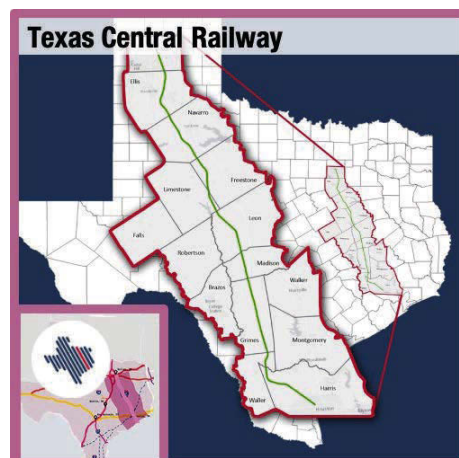 Texas Central Railway
Ellis
Navarro
Freestone
Limestone
Leon
Falls
Robertson
Madison
Walker
Brazos
Grimes
Montgomery
Harris
Waller